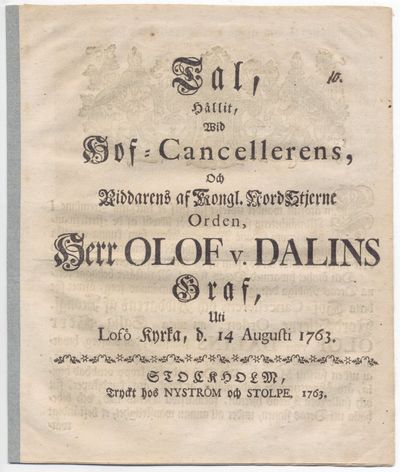 Tal,
10.
Hållit,
Wid
Hof-Cancellerens,
Och
Riddarens af Kongl. NordStjerne
Orden,
Herr OLOF v. DALINS
Graf,
Uti
Lofö Kyrka, d. 14 Augusti 1763.
STOCKHOLM,
Tryckt hos NYSTRÖM och STOLPE, 1763.